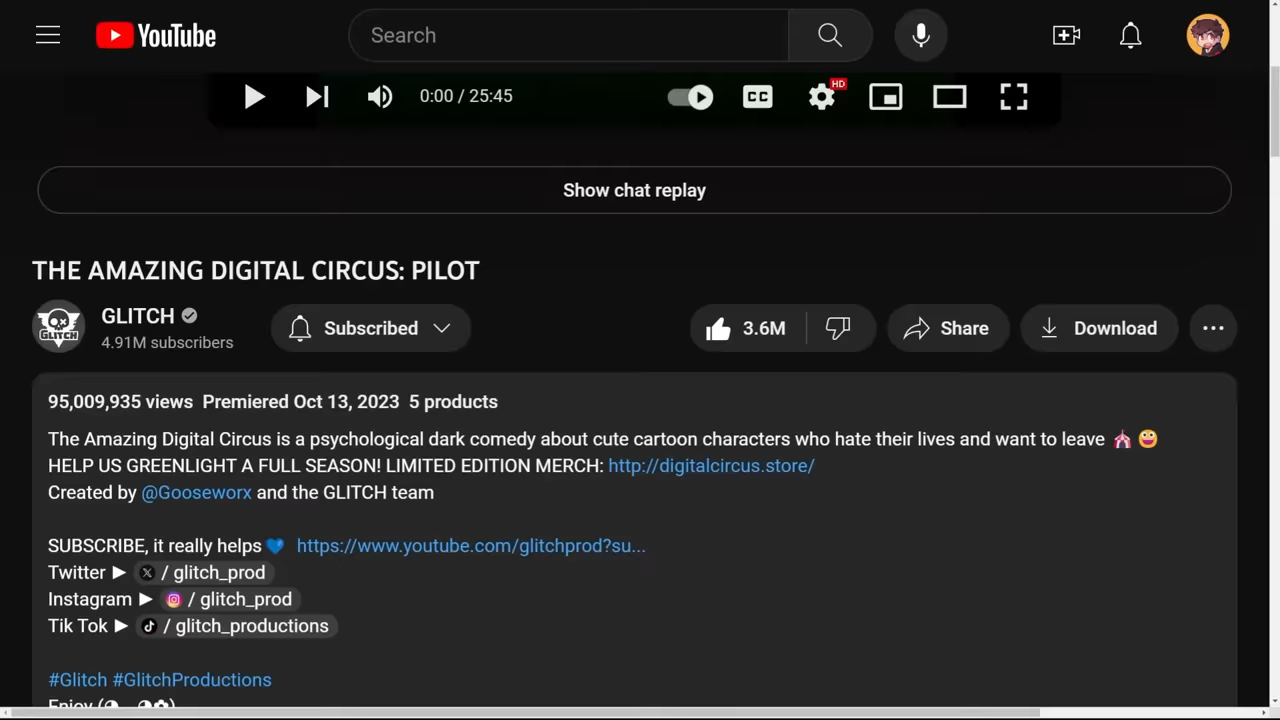 YouTube
Search
0:00 / 25:45
CC
HD
Show chat replay
THE AMAZING DIGITAL CIRCUS: PILOT
GLITCH
GLITCH
4.91M subscribers
Subscribed
3.6M
Share
Download
95,009,935 views Premiered Oct 13, 2023 5 products
The Amazing Digital Circus is a psychological dark comedy about cute cartoon characters who hate their lives and want to leave 🎪 😀
HELP US GREENLIGHT A FULL SEASON! LIMITED EDITION MERCH: http://digitalcircus.store/
Created by @Gooseworx and the GLITCH team
SUBSCRIBE, it really helps💙 https://www.youtube.com/glitchprod?su...
Twitter ► / glitch_prod
Instagram ► / glitch_prod
Tik Tok ► / glitch_productions
#Glitch #GlitchProductions
Enjoy